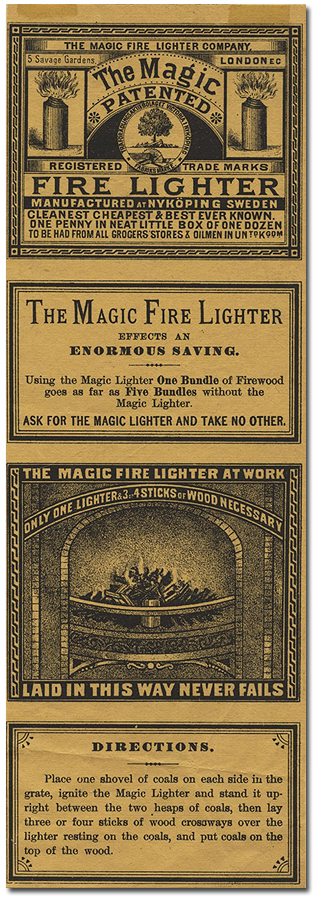 THE MAGIC FIRE LIGHTER COMPANY,
5 Savage Gardens, LONDON EC
The Magic
PATENTED
REGISTERED TRADE MARKS
FIRE LIGHTER
MANUFACTURED AT NYKÖPING SWEDEN
CLEANEST CHEAPEST & BEST EVER KNOWN.
ONE PENNY IN NEAT LITTLE BOX OF ONE DOZEN
TO BE HAD FROM ALL GROCERS STORES & OILMEN IN UNTD KGDM
THE MAGIC FIRE LIGHTER
EFFECTS AN
ENORMOUS SAVING.
Using the Magic Lighter One Bundle of Firewood
goes as far as Five Bundles without the
Magic Lighter.
ASK FOR THE MAGIC LIGHTER AND TAKE NO OTHER.
THE MAGIC FIRE LIGHTER AT WORK
ONLY ONE LIGHTER & 3 OR 4 STICKS OF WOOD NECESSARY
LAID IN THIS WAY NEVER FAILS
DIRECTIONS.
Place one shovel of coals on each side in the
grate, ignite the Magic Lighter and stand it up-
right between the two heaps of coals, then lay
three or four sticks of wood crossways over the
lighter resting on the coals, and put coals on the
top of the wood.